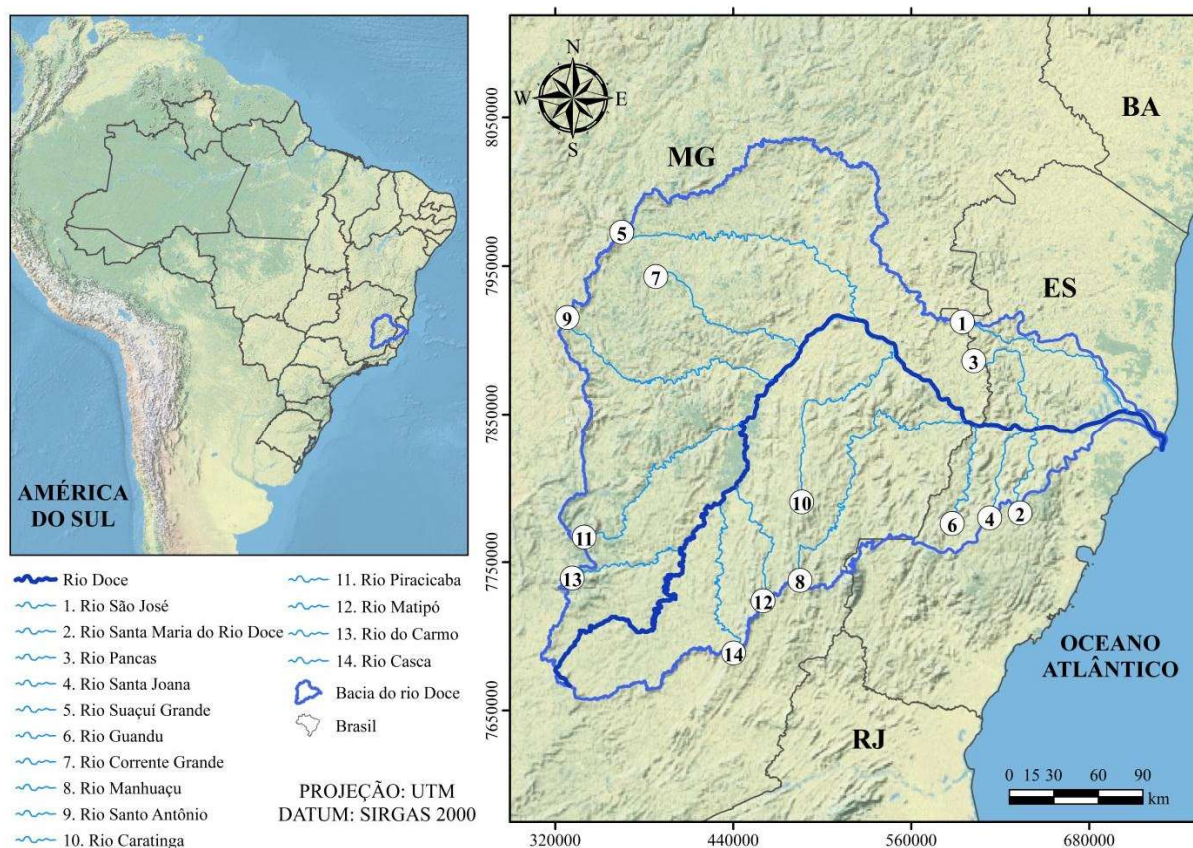 AMÉRICA
DO SUL
Rio Doce
1. Rio São José
2. Rio Santa Maria do Rio Doce
3. Rio Pancas
4. Rio Santa Joana
5. Rio Suaçuí Grande
6. Rio Guandu
7. Rio Corrente Grande
8. Rio Manhuaçu
9. Rio Santo Antônio
10. Rio Caratinga
11. Rio Piracicaba
12. Rio Matipó
13. Rio do Carmo
14. Rio Casca
Bacia do rio Doce
Brasil
PROJEÇÃO: UTM
DATUM: SIRGAS 2000
N
W E
S
MG
BA
ES
RJ
OCEANO
ATLÂNTICO
5
7
9
1
3
11
10
6
4
2
13
12
8
14
8050000
7950000
7850000
7750000
7650000
320000 440000 560000 680000
0 15 30 60 90
km